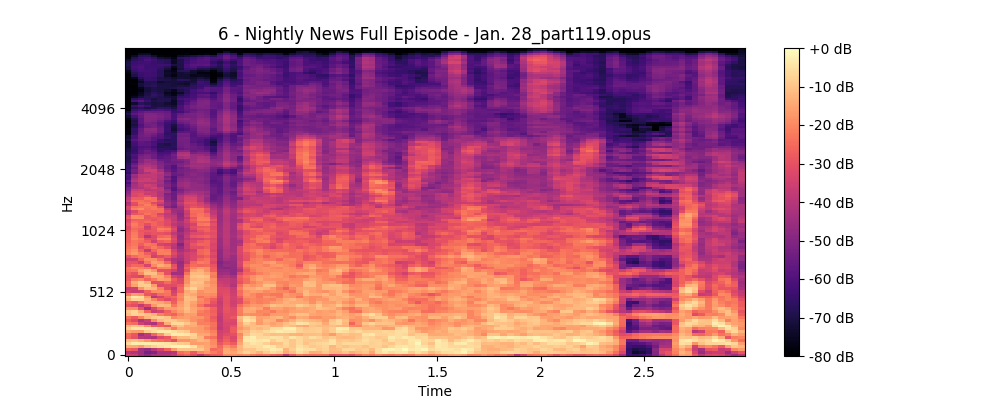 6 - Nightly News Full Episode - Jan. 28_part119.opus
+0 dB
-10 dB
-20 dB
-30 dB
-40 dB
-50 dB
-60 dB
-70 dB
-80 dB
4096
2048
1024
512
0
Hz
0 0.5 1 1.5 2 2.5
Time